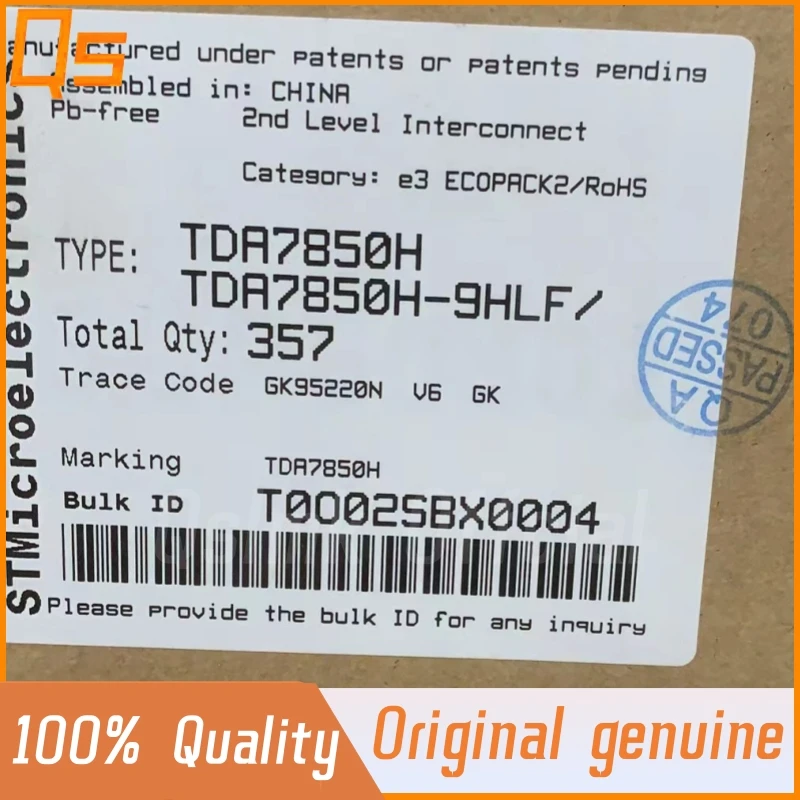 QS
anufactured under patents or patents pending
Assembled in: CHINA
Pb-free 2nd Level Interconnect
Category: e3 ECOPACK2/RoHS
TYPE: TDA7850H
TDA7850H-9HLF/
Total Qty: 357
Trace Code GK95220N V6 GK
Marking TDA7850H
Bulk ID T0002SBX0004
Please provide the bulk ID for any inquiry
STMicroelectronics
QA
PASSED
074
100% Quality
Original genuine